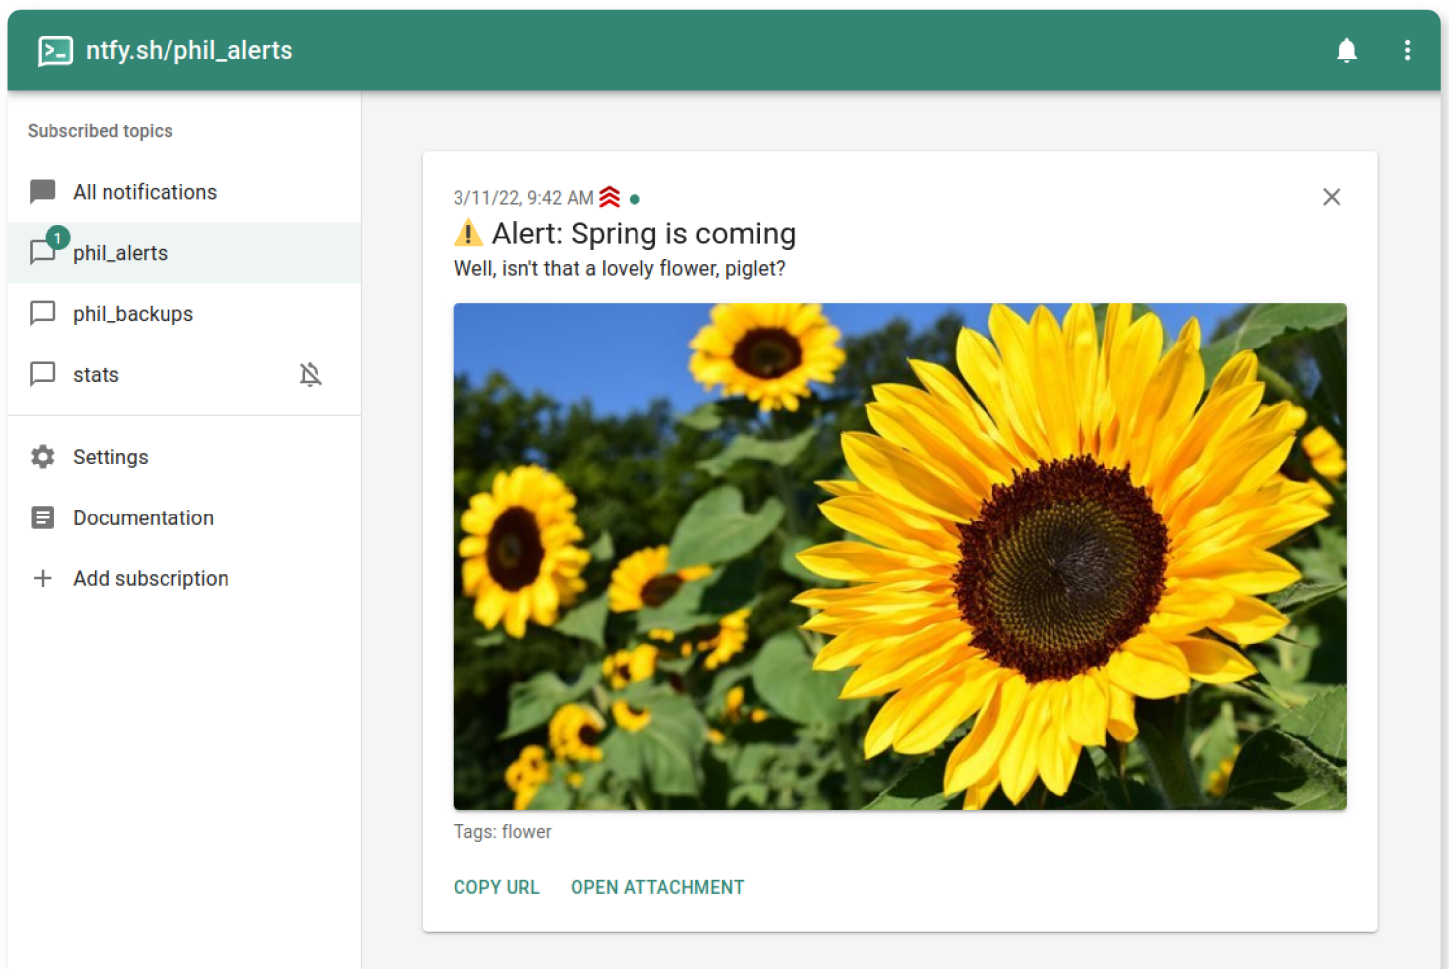 ntfy.sh/phil_alerts
Subscribed topics
All notifications
1
phil_alerts
phil_backups
stats
Settings
Documentation
Add subscription
3/11/22, 9:42 AM
Alert: Spring is coming
Well, isn't that a lovely flower, piglet?
Tags: flower
COPY URL OPEN ATTACHMENT